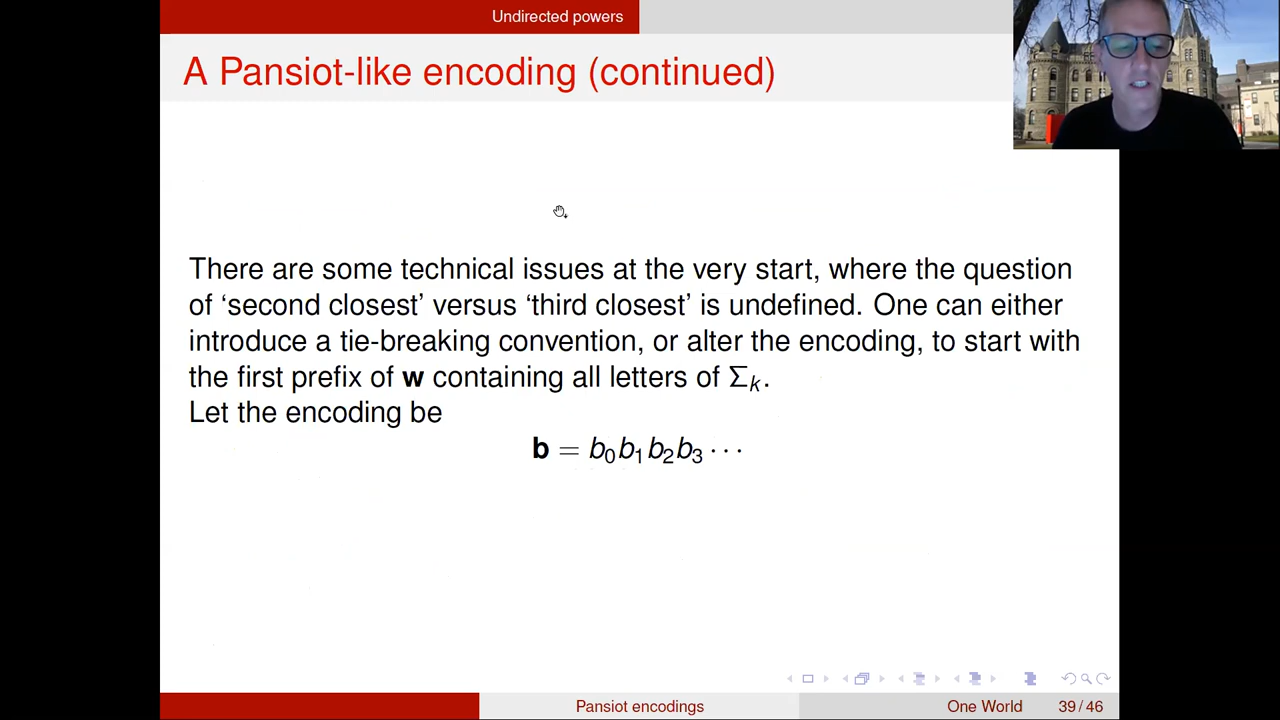 Undirected powers
A Pansiot-like encoding (continued)
There are some technical issues at the very start, where the question
of ‘second closest’ versus ‘third closest’ is undefined. One can either
introduce a tie-breaking convention, or alter the encoding, to start with
the first prefix of w containing all letters of Σₖ.
Let the encoding be
b = b₀b₁b₂b₃ ⋯
Pansiot encodings
One World
39 / 46